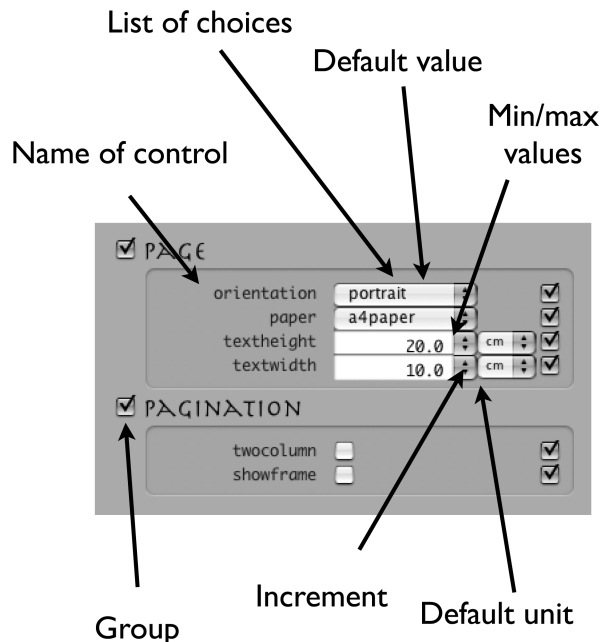 List of choices
Default value
Min/max
values
Name of control
PAGE
orientation portrait
paper a4paper
textheight 20.0 cm
textwidth 10.0 cm
PAGINATION
twocolumn
showframe
Increment
Default unit
Group